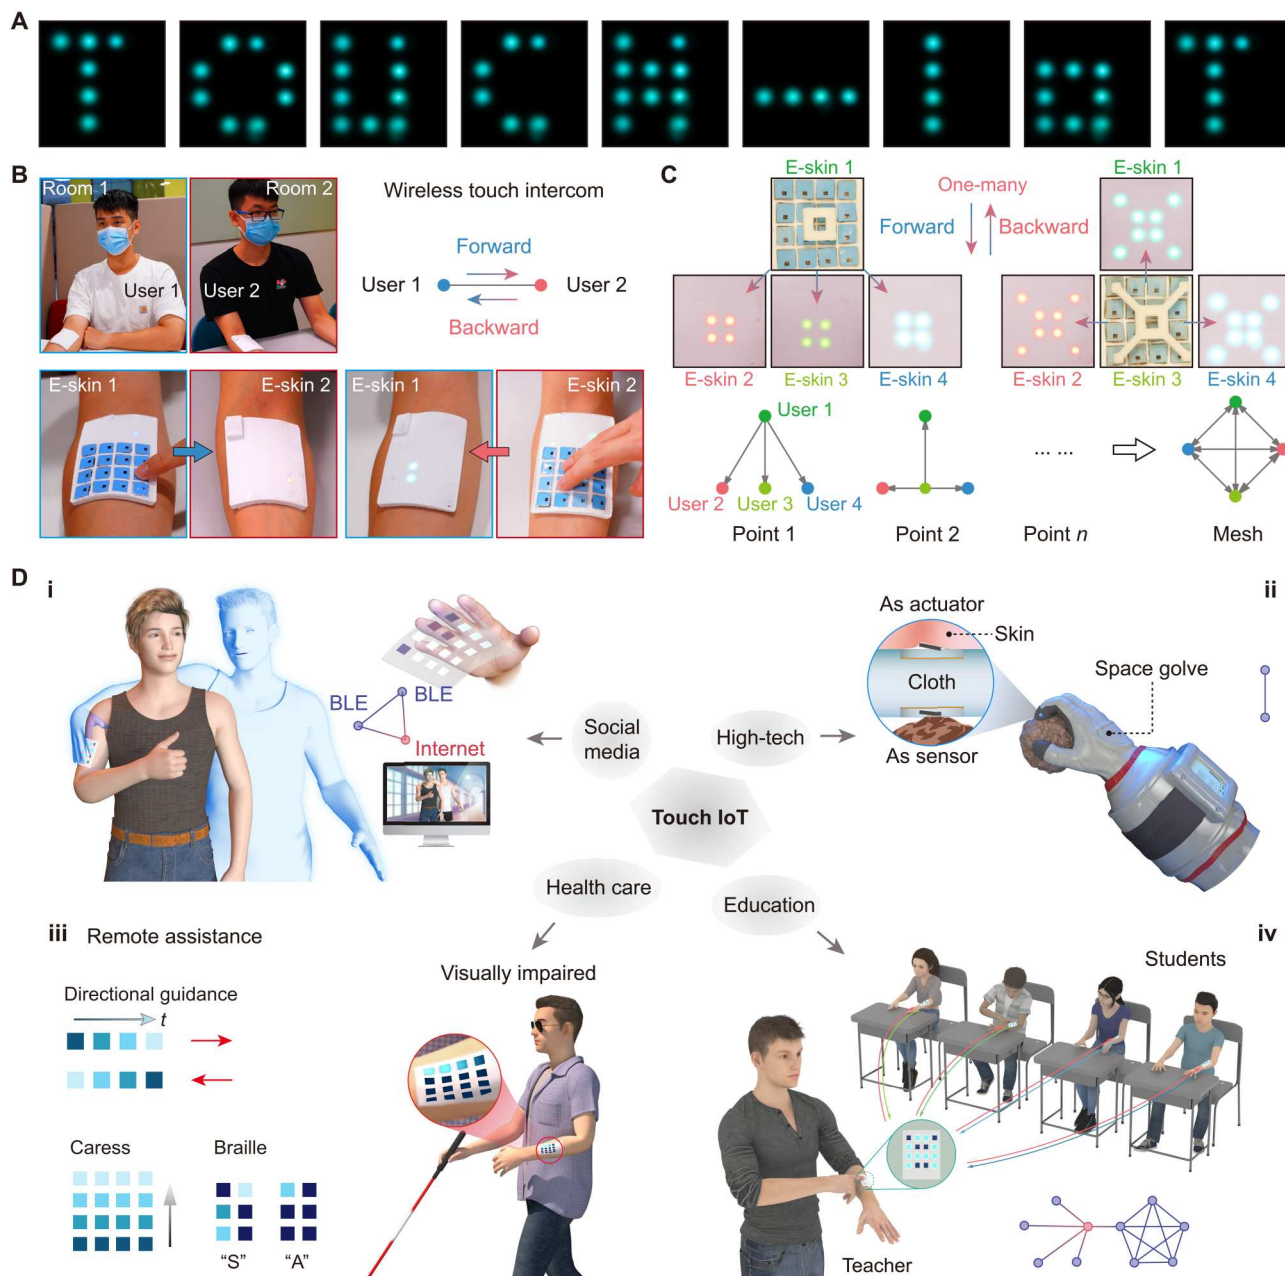 A
TOUCH-IoT
B
Room 1
Room 2
User 1
User 2
Wireless touch intercom
Forward
User 1
User 2
Backward
E-skin 1
E-skin 2
E-skin 1
E-skin 2
C
E-skin 1
One-many
Forward
Backward
E-skin 1
E-skin 2
E-skin 3
E-skin 4
E-skin 2
E-skin 3
E-skin 4
User 1
User 2
User 3
User 4
... ...
Point 1
Point 2
Point n
Mesh
D
i
BLE
BLE
Internet
Social
media
High-tech
Touch IoT
Health care
Education
ii
As actuator
Skin
Cloth
As sensor
Space golve
iii
Remote assistance
Directional guidance
t
Caress
Braille
“S”
“A”
Visually impaired
iv
Students
Teacher